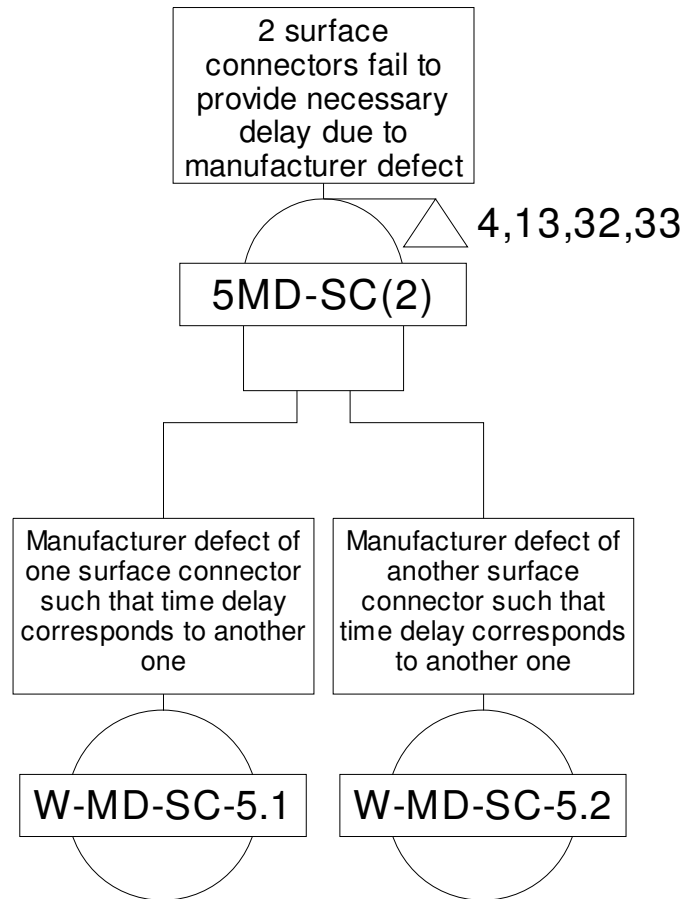 2 surface
connectors fail to
provide necessary
delay due to
manufacturer defect
4,13,32,33
5MD-SC(2)
Manufacturer defect of
one surface connector
such that time delay
corresponds to another
one
Manufacturer defect of
another surface
connector such that
time delay corresponds
to another one
W-MD-SC-5.1
W-MD-SC-5.2